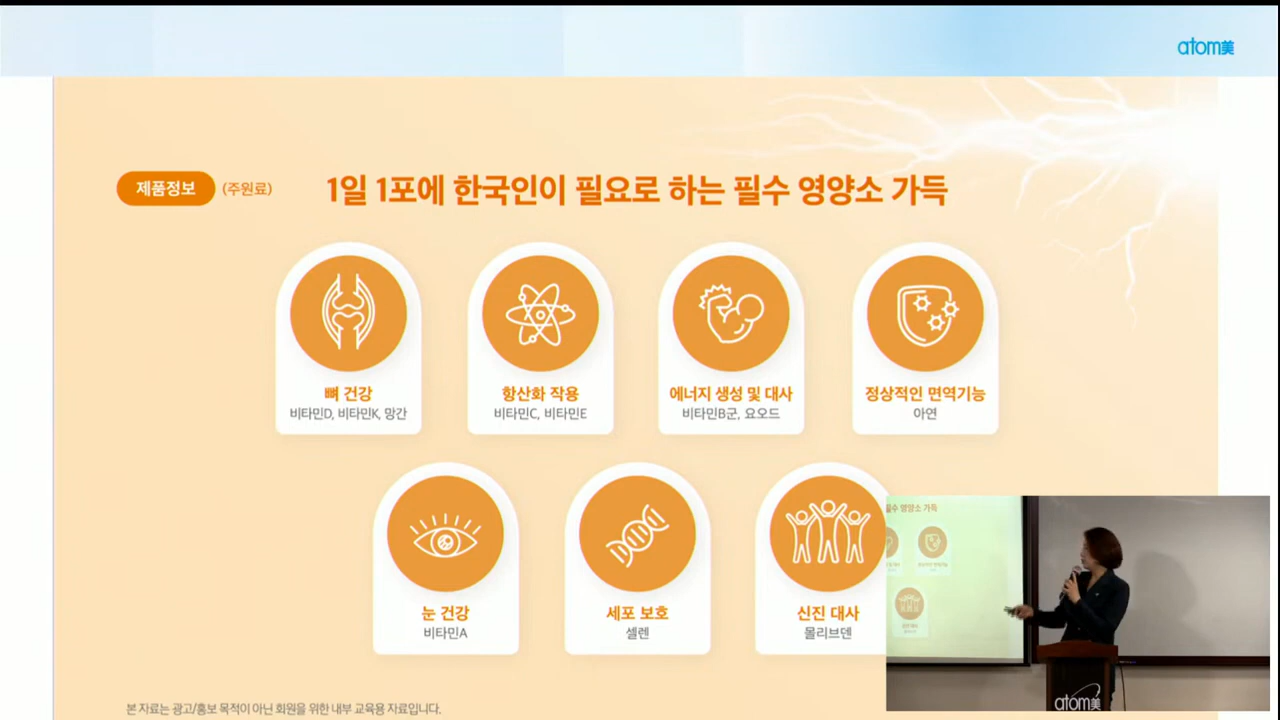 atom美
제품정보 (주원료) 1일 1포에 한국인이 필요로 하는 필수 영양소 가득
뼈 건강
비타민D, 비타민K, 망간
항산화 작용
비타민C, 비타민E
에너지 생성 및 대사
비타민B군, 요오드
정상적인 면역기능
아연
눈 건강
비타민A
세포 보호
셀렌
신진 대사
몰리브덴
본 자료는 광고/홍보 목적이 아닌 회원을 위한 내부 교육용 자료입니다.
필수 영양소 가득
atom美